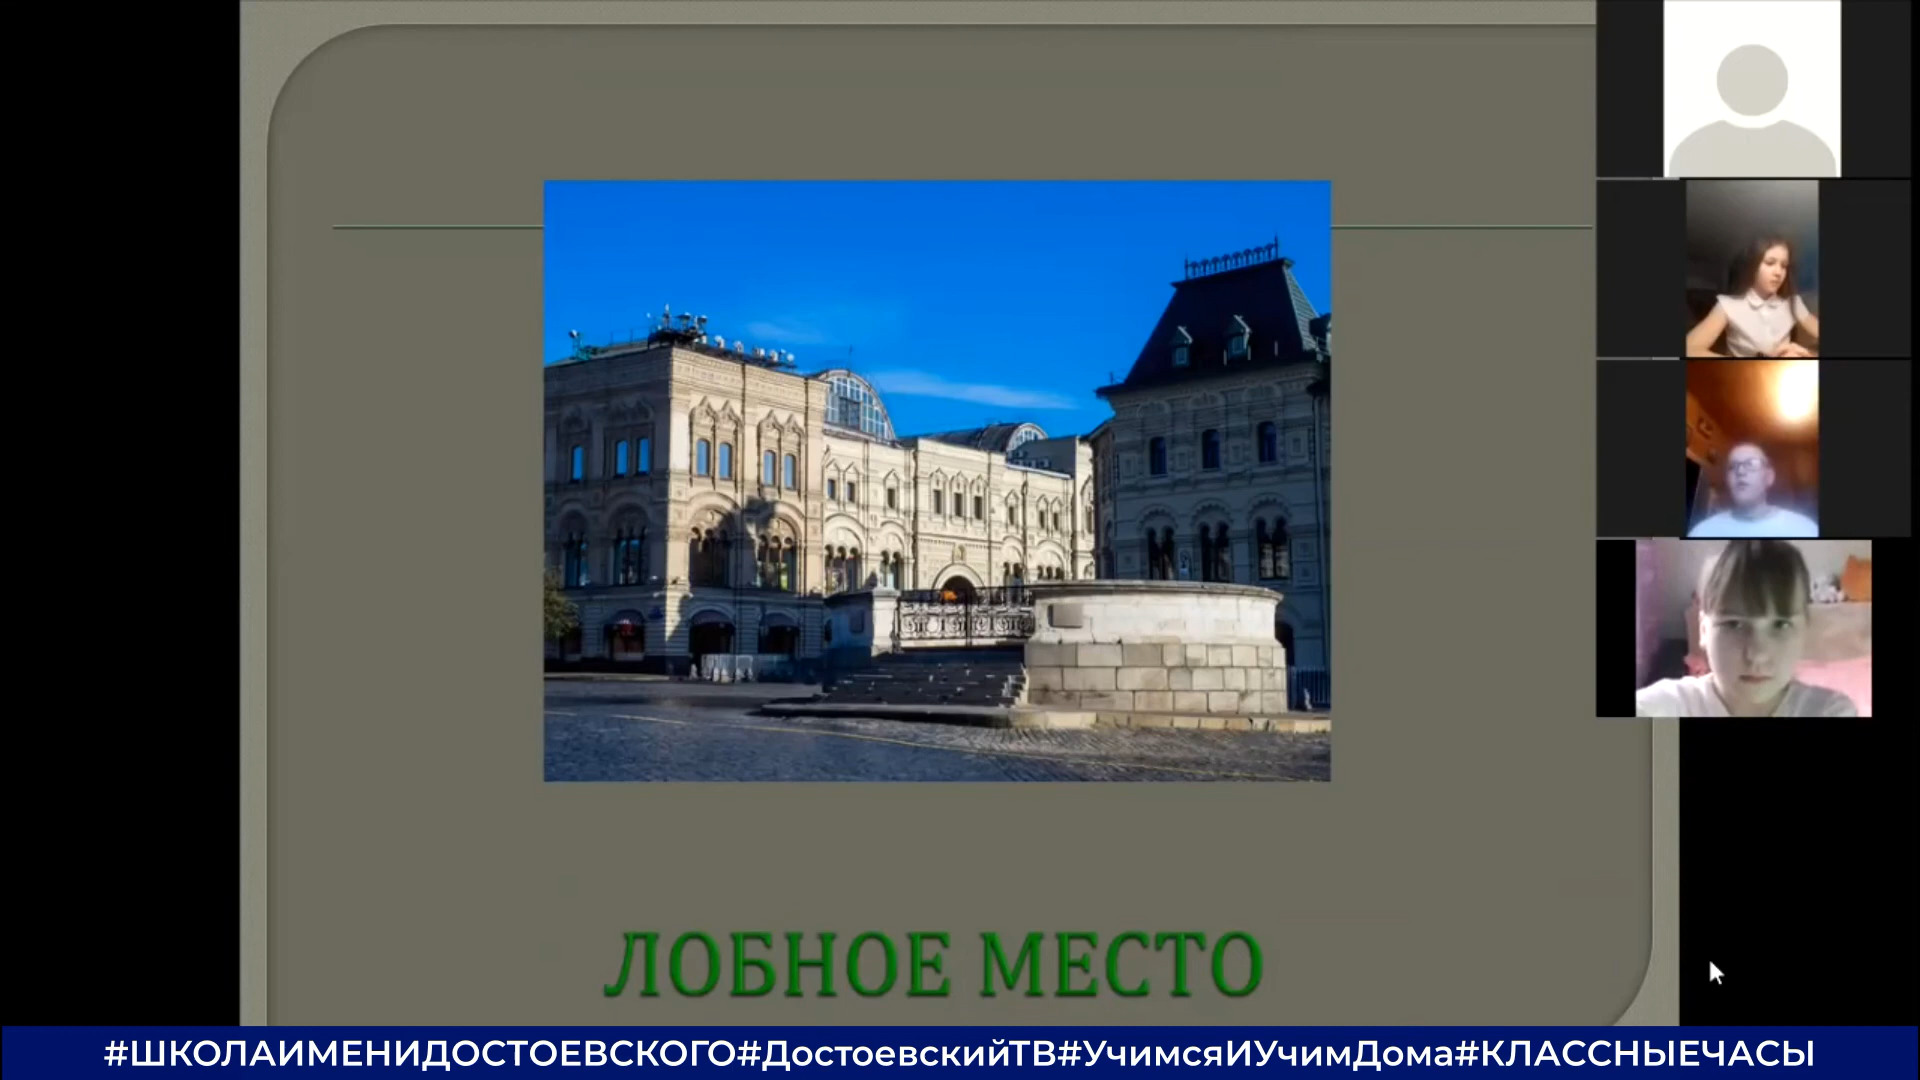 ЛОБНОЕ МЕСТО
#ШКОЛАИМЕНИДОСТОЕВСКОГО#ДостоевскийТВ#УчимсяИУчимДома#КЛАССНЫЕЧАСЫ